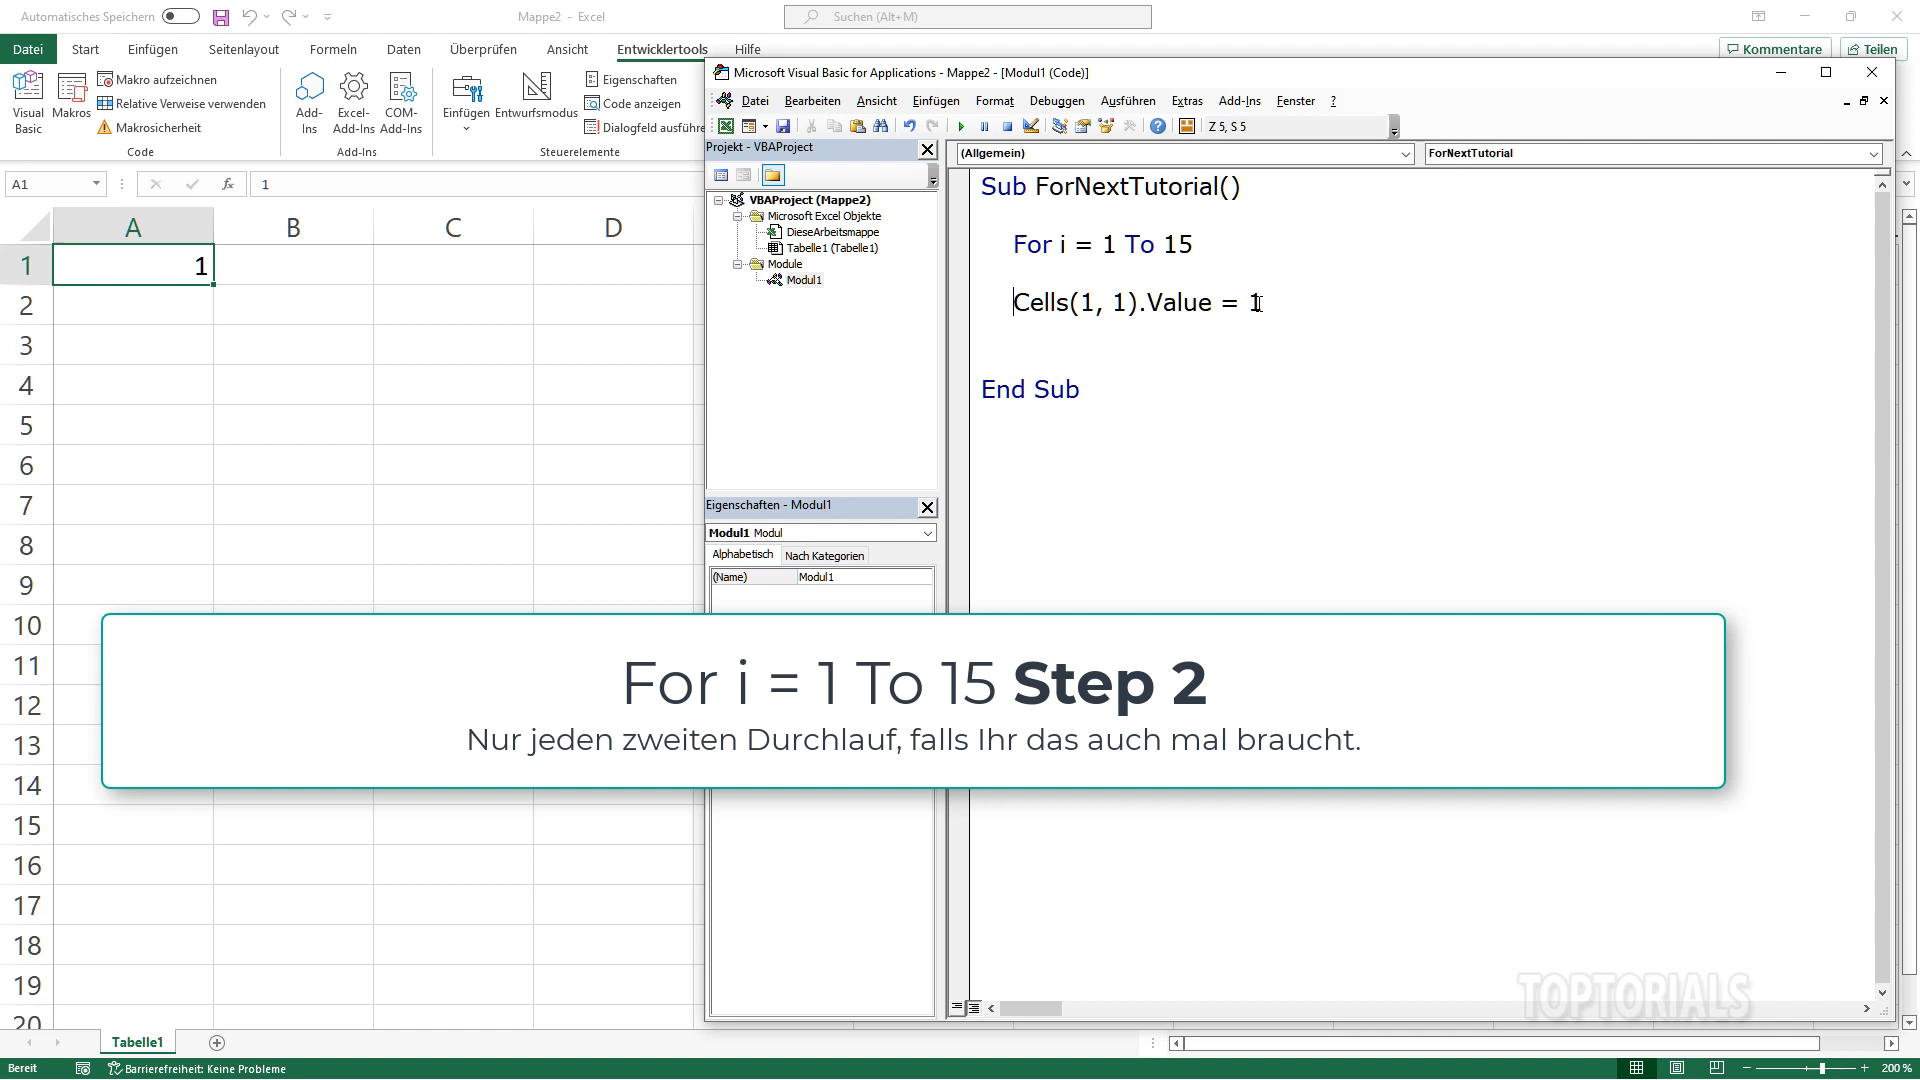 Automatisches Speichern
Mappe2 - Excel
Suchen (Alt+M)
Datei Start Einfügen Seitenlayout Formeln Daten Überprüfen Ansicht Entwicklertools Hilfe
Kommentare Teilen
Visual Basic
Makros
Makro aufzeichnen
Relative Verweise verwenden
Makrosicherheit
Code
Add-Ins
Excel-Add-Ins
COM-Add-Ins
Add-Ins
Einfügen
Entwurfsmodus
Eigenschaften
Code anzeigen
Dialogfeld ausführe
Steuerelemente
A1
fx
1
A B C D
1 1
2
3
4
5
6
7
8
9
10
11
12
13
14
15
16
17
18
19
20
Microsoft Visual Basic for Applications - Mappe2 - [Modul1 (Code)]
Datei Bearbeiten Ansicht Einfügen Format Debuggen Ausführen Extras Add-Ins Fenster ?
Z 5, S 5
Projekt - VBAProject
VBAProject (Mappe2)
Microsoft Excel Objekte
DieseArbeitsmappe
Tabelle1 (Tabelle1)
Module
Modul1
Eigenschaften - Modul1
Modul1 Modul
Alphabetisch Nach Kategorien
(Name) Modul1
(Allgemein) ForNextTutorial
Sub ForNextTutorial()
For i = 1 To 15
Cells(1, 1).Value = 1
End Sub
For i = 1 To 15 Step 2
Nur jeden zweiten Durchlauf, falls Ihr das auch mal braucht.
TOPTORIALS
Tabelle1
Bereit
Barrierefreiheit: Keine Probleme
200 %